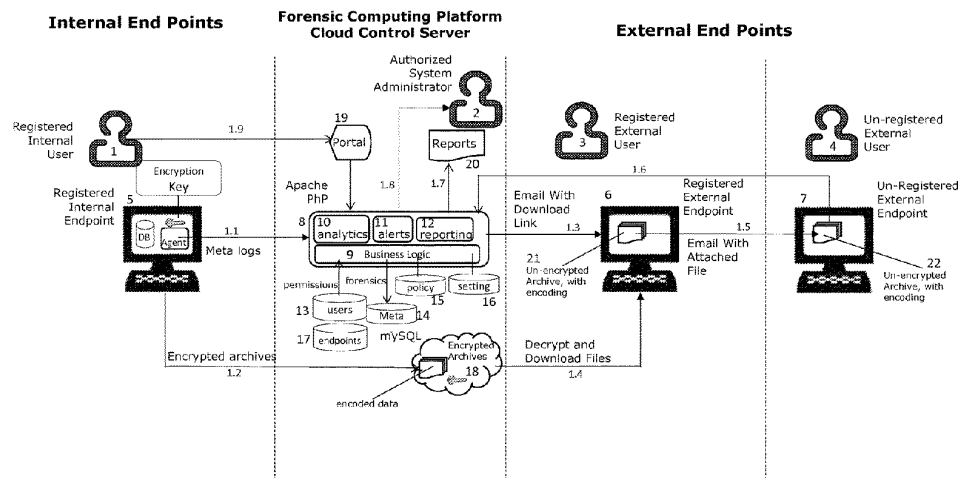 Internal End Points
Forensic Computing Platform
Cloud Control Server
External End Points
Authorized
System
Administrator
2
Registered
Internal
User
1
1.9
19
Portal
Reports
20
3
Registered
External
User
4
Un-registered
External
User
Encryption
Key
Apache
PhP
1.8
1.7
1.6
Registered
Internal
Endpoint
5
DB
Agent
1.1
Meta logs
8
10
analytics
11
alerts
12
reporting
9
Business Logic
Email With
Download
Link
1.3
6
Registered
External
Endpoint
1.5
Email With
Attached
File
7
Un-Registered
External
Endpoint
21
Un-encrypted
Archive, with
encoding
22
Un-encrypted
Archive, with
encoding
permissions
forensics
policy
15
setting
16
13
users
Meta
14
17
endpoints
mySQL
Encrypted archives
1.2
Encrypted
Archives
18
encoded data
Decrypt and
Download Files
1.4